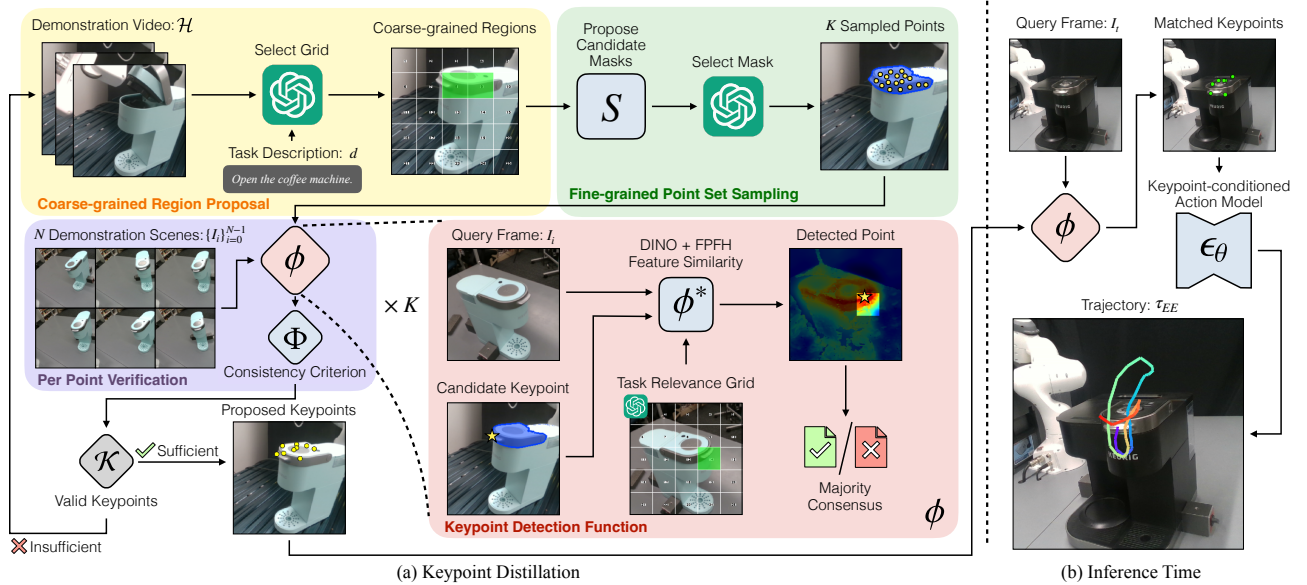 Demonstration Video: ℋ
Select Grid
Coarse-grained Regions
Task Description: d
Open the coffee machine.
Coarse-grained Region Proposal
Propose
Candidate
Masks
S
Select Mask
K Sampled Points
Fine-grained Point Set Sampling
N Demonstration Scenes: {I_i}_{i=0}^{N-1}
ϕ
Φ
Consistency Criterion
Per Point Verification
× K
𝒦
Valid Keypoints
Sufficient
Insufficient
Proposed Keypoints
Query Frame: I_i
DINO + FPFH
Feature Similarity
ϕ*
Detected Point
Candidate Keypoint
Task Relevance Grid
Majority
Consensus
Keypoint Detection Function
ϕ
(a) Keypoint Distillation
Query Frame: I_t
Matched Keypoints
ϕ
Keypoint-conditioned
Action Model
ϵ_θ
Trajectory: τ_EE
KEURIG
(b) Inference Time